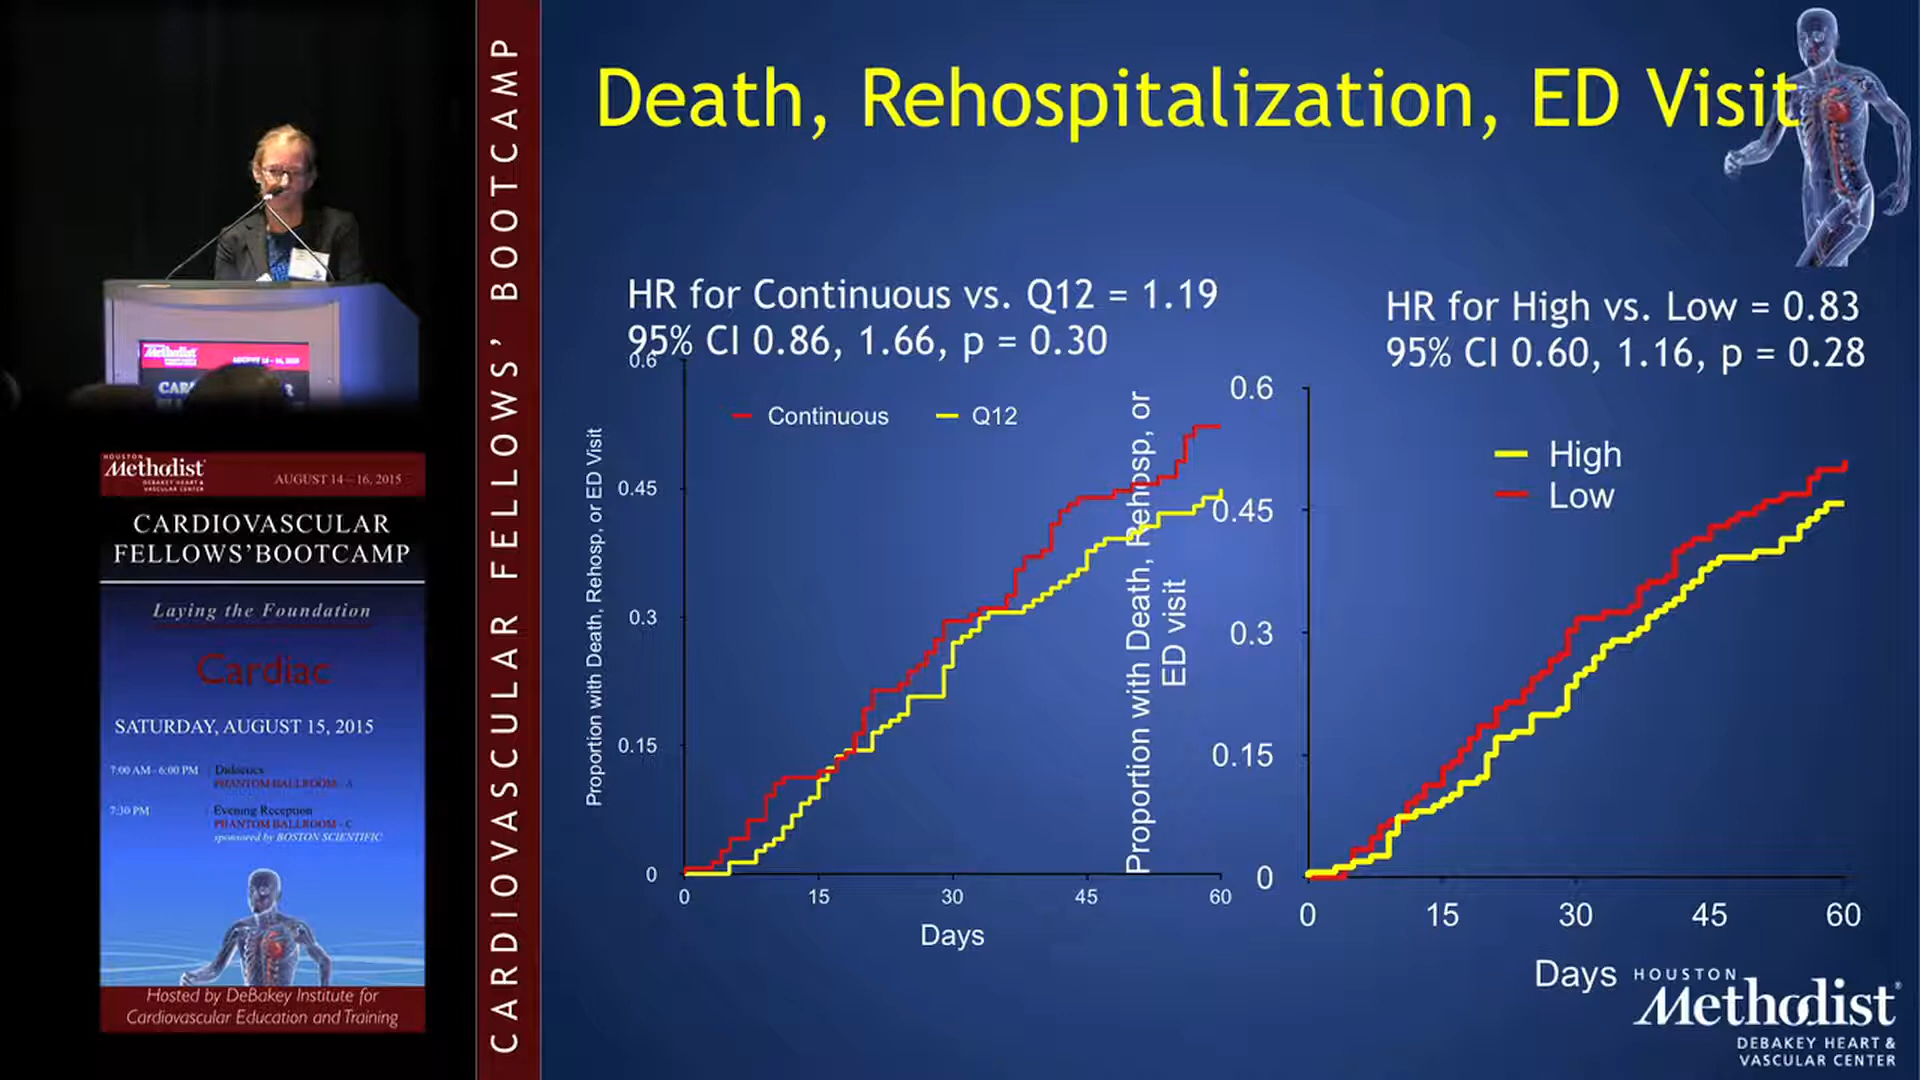 Death, Rehospitalization, ED Visit
HR for Continuous vs. Q12 = 1.19
95% CI 0.86, 1.66, p = 0.30
Continuous
Q12
Proportion with Death, Rehosp, or ED Visit
0.6
0.45
0.3
0.15
0
0
15
30
45
60
Days
HR for High vs. Low = 0.83
95% CI 0.60, 1.16, p = 0.28
High
Low
Proportion with Death, Rehosp, or
ED visit
0.6
0.45
0.3
0.15
0
0
15
30
45
60
Days
HOUSTON
Methodist
DEBAKEY HEART &
VASCULAR CENTER
CARDIOVASCULAR FELLOWS' BOOTCAMP
Methodist
HOUSTON
Methodist
DEBAKEY HEART &
VASCULAR CENTER
AUGUST 14 – 16, 2015
CARDIOVASCULAR
FELLOWS'BOOTCAMP
Laying the Foundation
Cardiac
SATURDAY, AUGUST 15, 2015
7:00 AM - 6:00 PM
Didactics
PHANTOM BALLROOM - A
7:30 PM
Evening Reception
PHANTOM BALLROOM - C
sponsored by BOSTON SCIENTIFIC
Hosted by DeBakey Institute for
Cardiovascular Education and Training